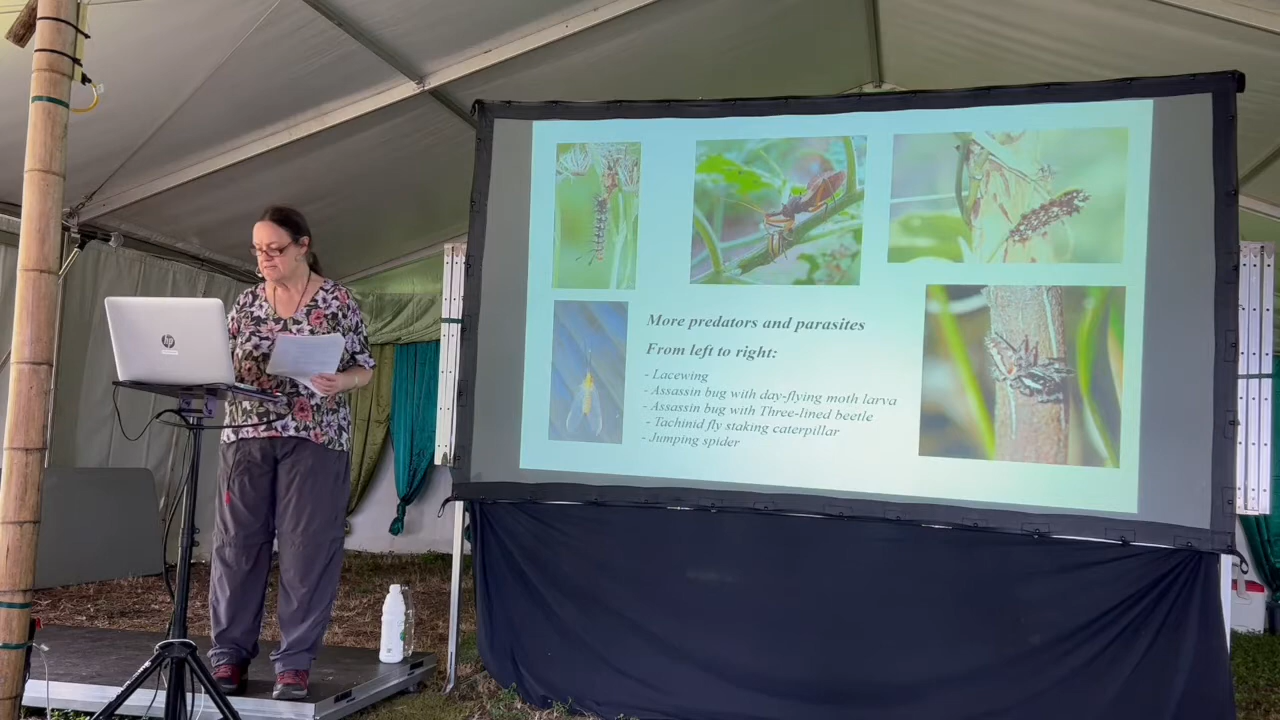 hp
More predators and parasites
From left to right:
- Lacewing
- Assassin bug with day-flying moth larva
- Assassin bug with Three-lined beetle
- Tachinid fly staking caterpillar
- Jumping spider